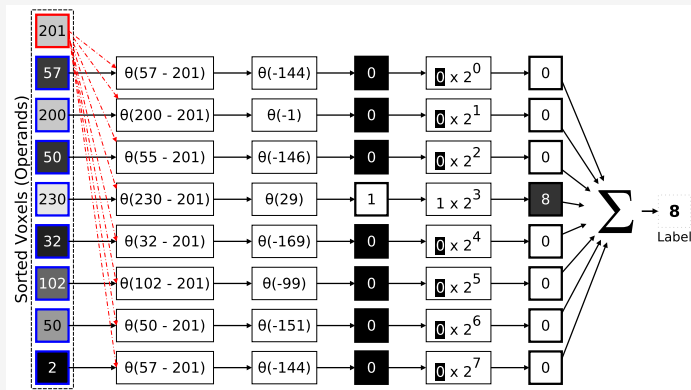 Sorted Voxels (Operands)
201
57 θ(57 - 201) θ(-144) 0 0 x 2^0 0
200 θ(200 - 201) θ(-1) 0 0 x 2^1 0
50 θ(55 - 201) θ(-146) 0 0 x 2^2 0
230 θ(230 - 201) θ(29) 1 1 x 2^3 8
32 θ(32 - 201) θ(-169) 0 0 x 2^4 0
102 θ(102 - 201) θ(-99) 0 0 x 2^5 0
50 θ(50 - 201) θ(-151) 0 0 x 2^6 0
2 θ(57 - 201) θ(-144) 0 0 x 2^7 0
Σ 8
Label